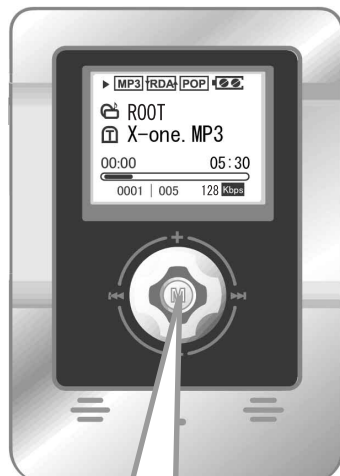 MP3 RDA POP
ROOT
T X-one.MP3
00:00 05:30
0001 | 005 128 Kbps
+
M